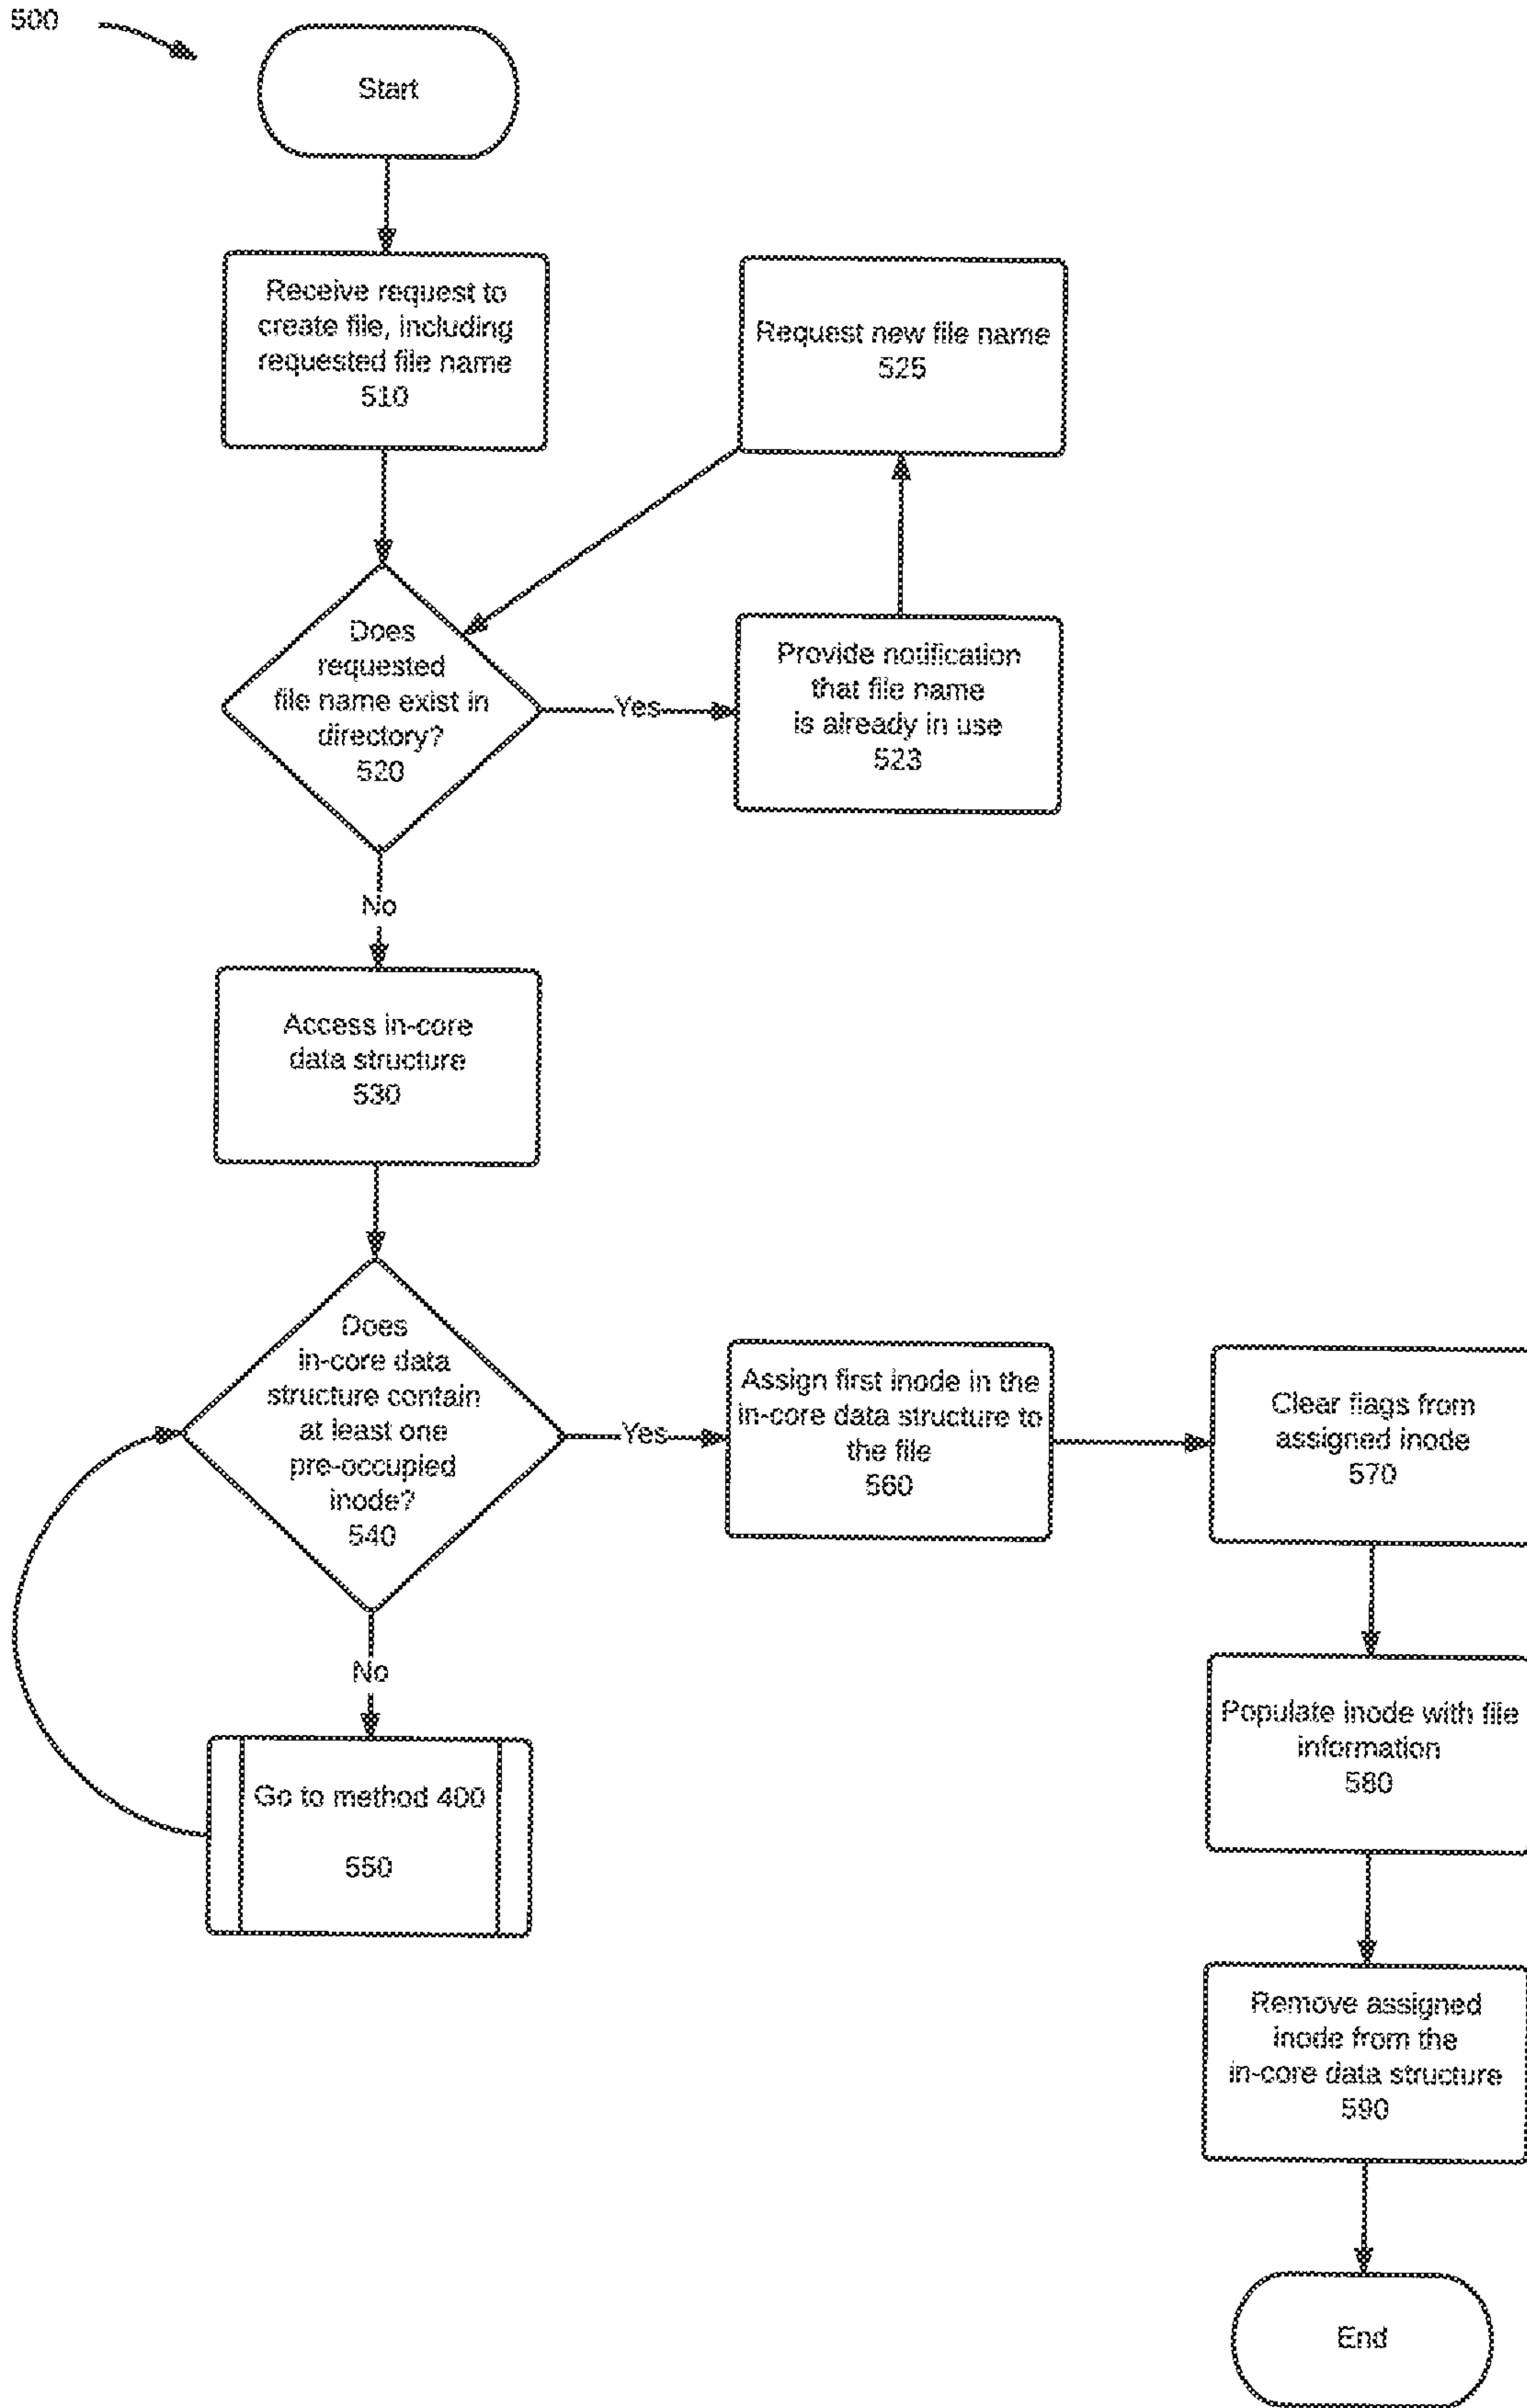 500
Start
Receive request to
create file, including
requested file name
510
Request new file name
525
Does
requested
file name exist in
directory?
520
Yes
Provide notification
that file name
is already in use
523
No
Access in-core
data structure
530
Does
in-core data
structure contain
at least one
pre-occupied
inode?
540
Yes
Assign first inode in the
in-core data structure to
the file
560
Clear flags from
assigned inode
570
No
Populate inode with file
information
580
Go to method 400
550
Remove assigned
inode from the
in-core data structure
590
End